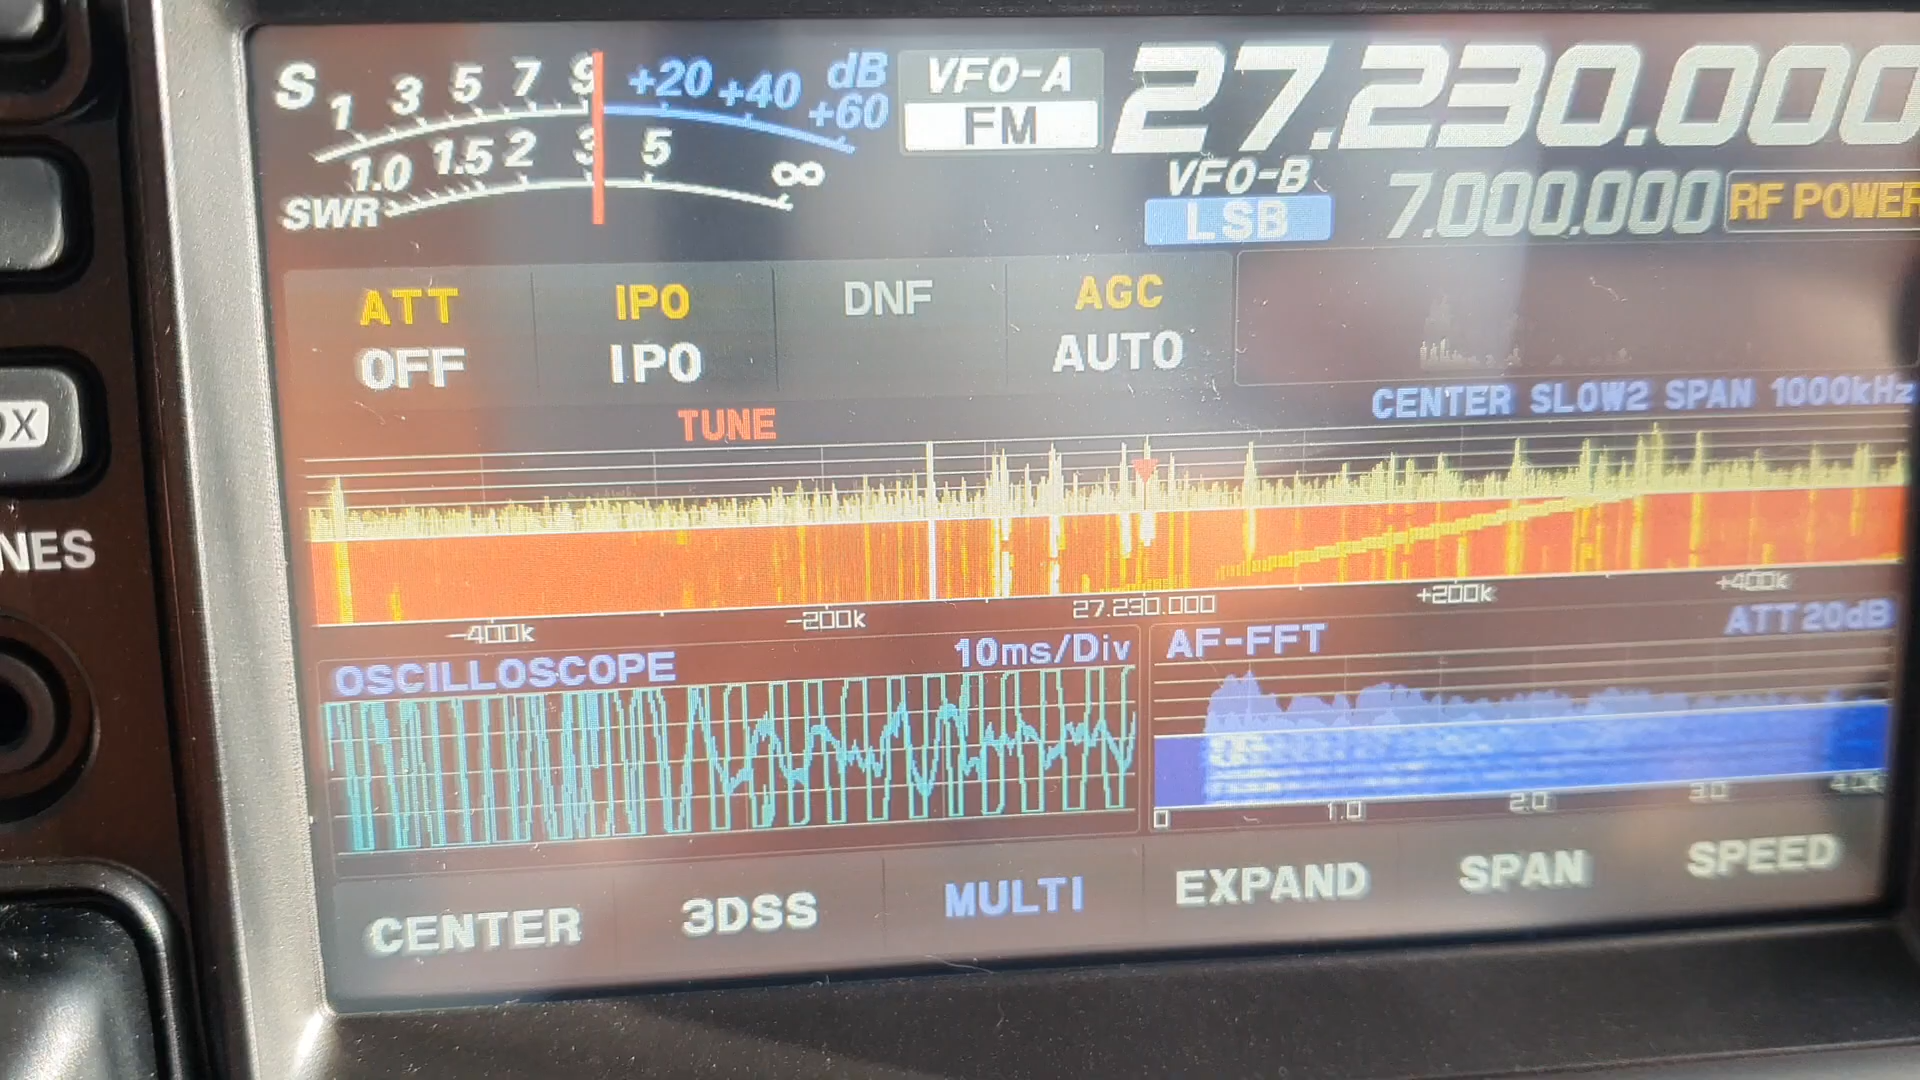 S 1 3 5 7 9 +20 +40 +60 dB
1.0 1.5 2 3 5 ∞
SWR
VFO-A 27.230.000
FM
VFO-B
LSB 7.000.000 RF POWER
ATT IPO DNF AGC
OFF IPO AUTO
TUNE
CENTER SLOW2 SPAN 1000kHz
OX
NES
-400k -200k 27.230.000 +200k +400k
OSCILLOSCOPE 10ms/Div AF-FFT ATT 20dB
0 1.0 2.0 3.0 4.0k
CENTER 3DSS MULTI EXPAND SPAN SPEED